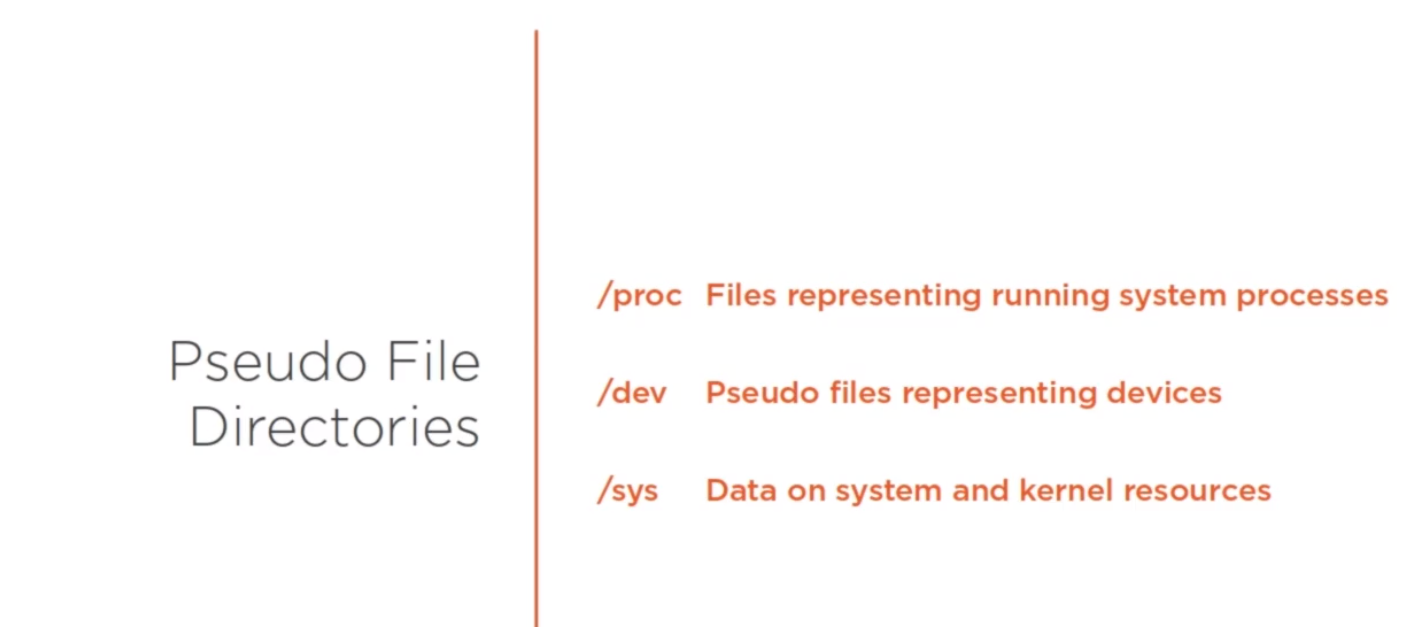 Pseudo File
Directories
/proc Files representing running system processes
/dev Pseudo files representing devices
/sys Data on system and kernel resources